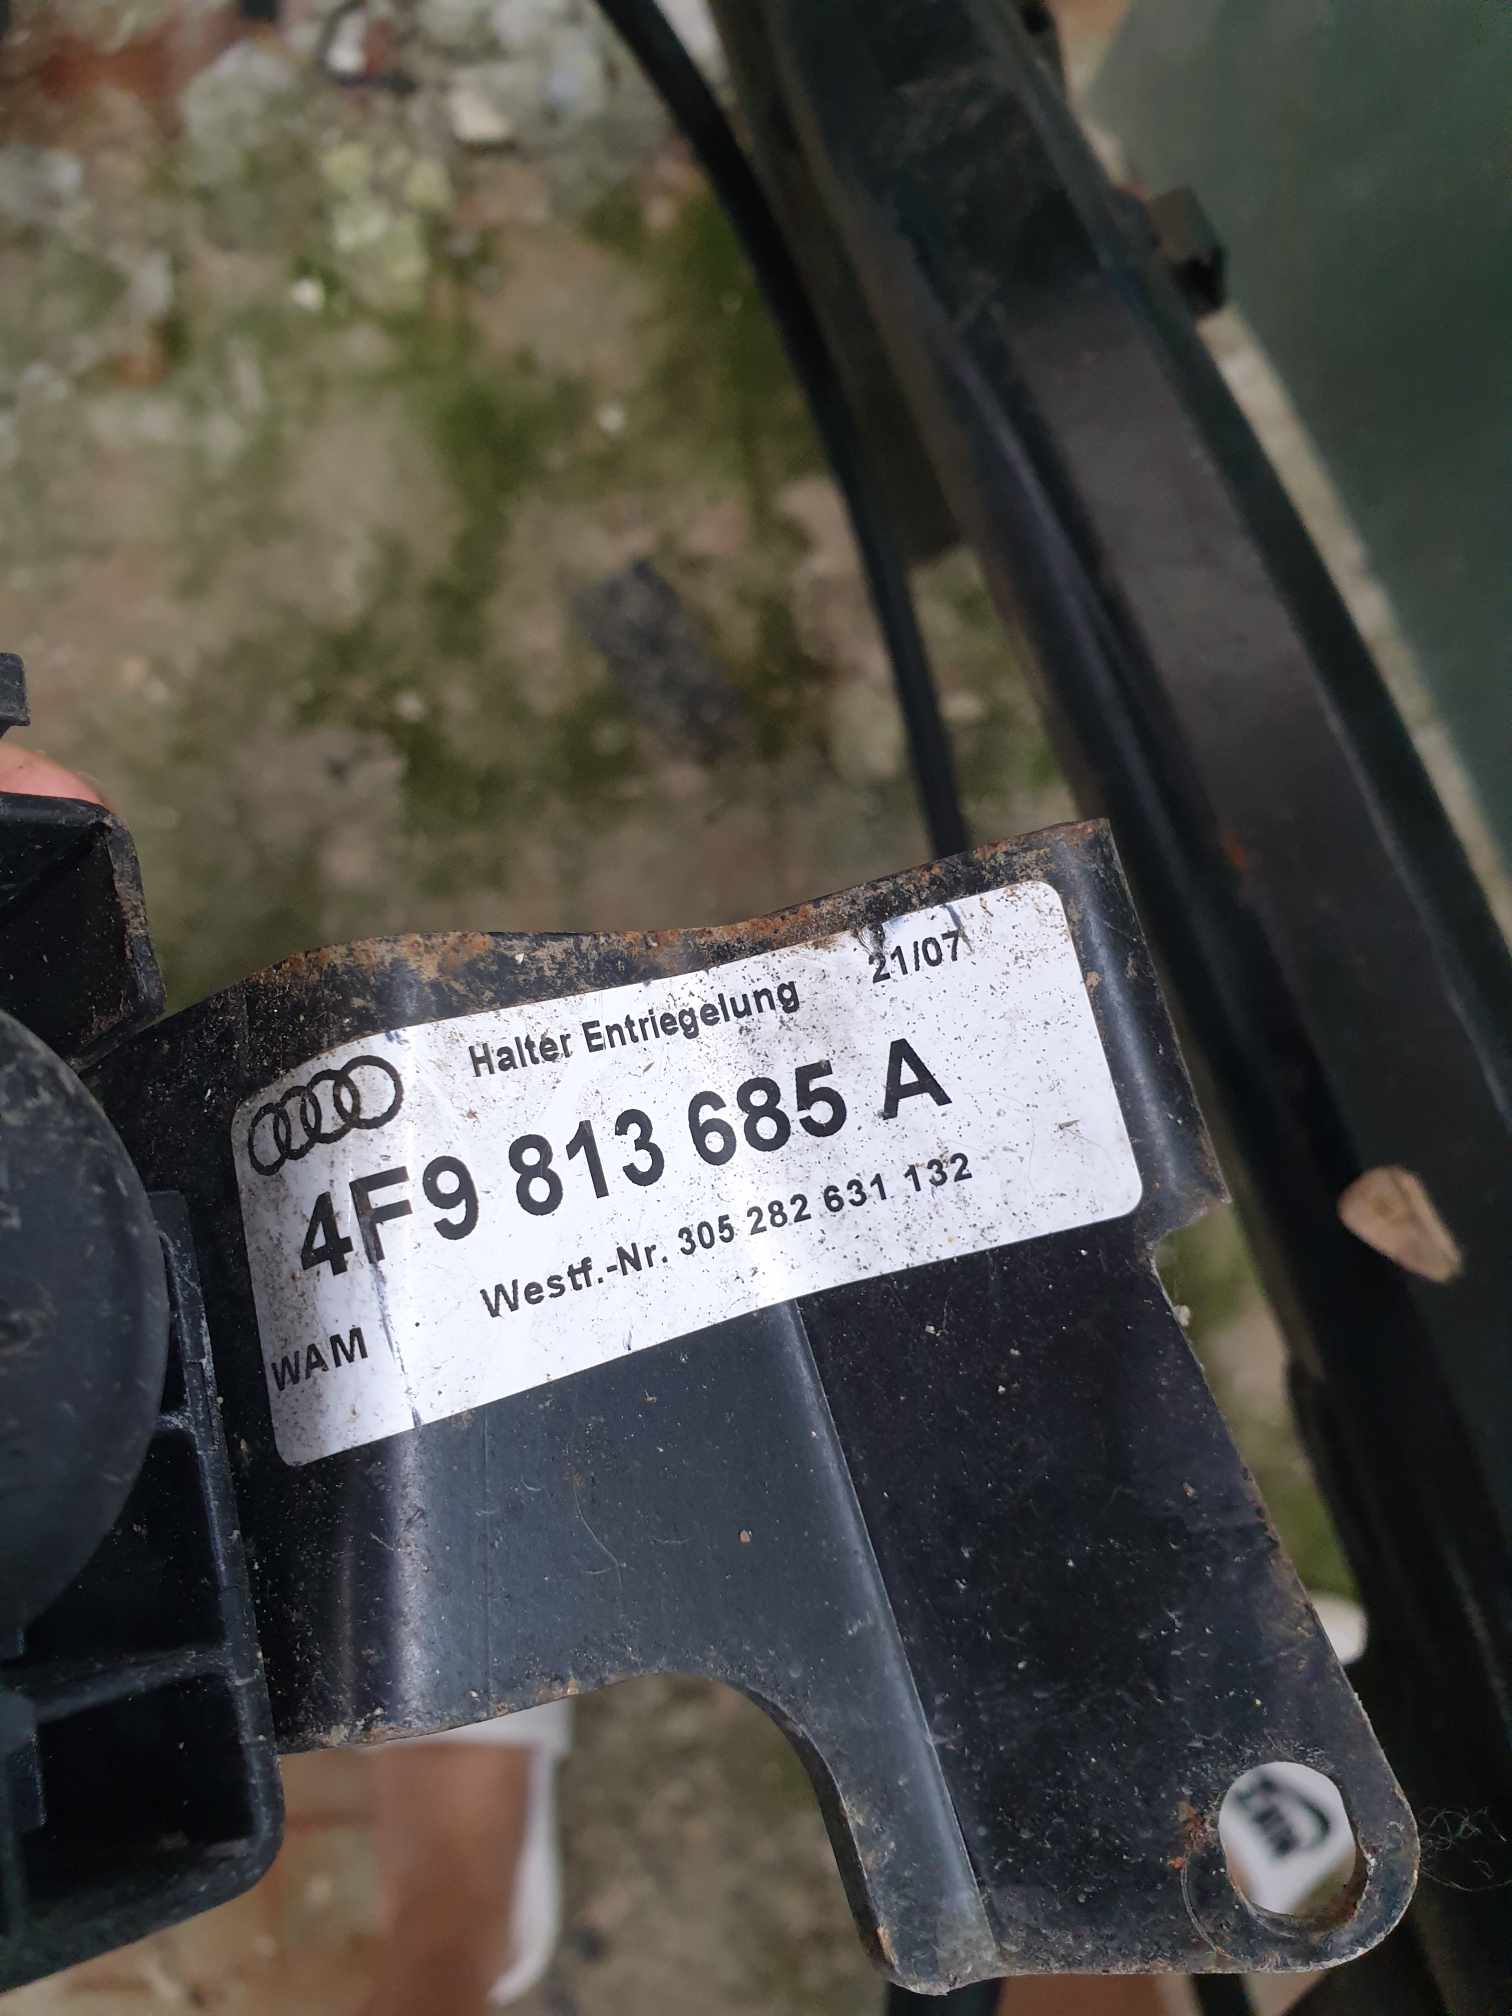 Halter Entriegelung 21/07
4F9 813 685 A
Westf.-Nr. 305 282 631 132
WAM